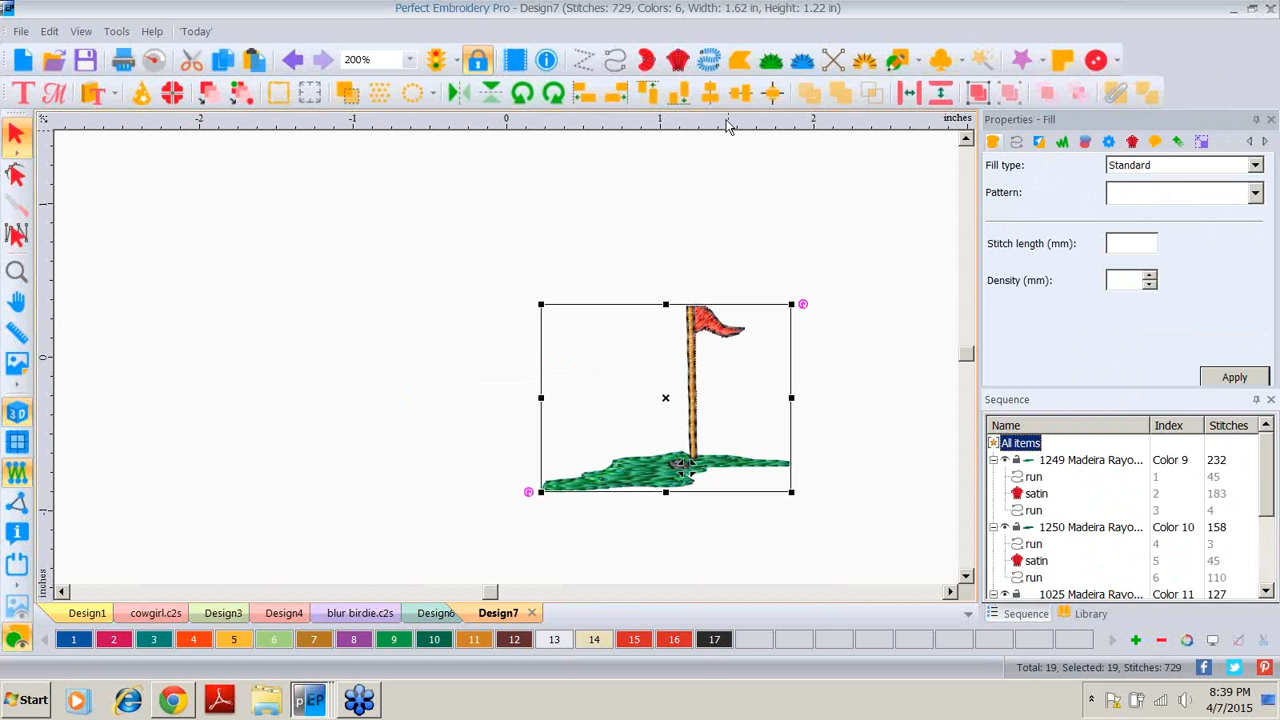 Perfect Embroidery Pro - Design7 (Stitches: 729, Colors: 6, Width: 1.62 in, Height: 1.22 in)
File Edit View Tools Help 'Today'
200%
-2 -1 0 1 2 inches
Properties - Fill
Fill type: Standard
Pattern:
Stitch length (mm):
Density (mm):
Apply
0
Sequence
Name Index Stitches
All items
1249 Madeira Rayo... Color 9 232
run 1 45
satin 2 183
run 3 4
1250 Madeira Rayo... Color 10 158
run 4 3
satin 5 45
run 6 110
1025 Madeira Rayo... Color 11 127
inches
Design1 cowgirl.c2s Design3 Design4 blur birdie.c2s Design6 Design7
Sequence Library
1 2 3 4 5 6 7 8 9 10 11 12 13 14 15 16 17
Total: 19, Selected: 19, Stitches: 729
Start
pEP
8:39 PM
4/7/2015